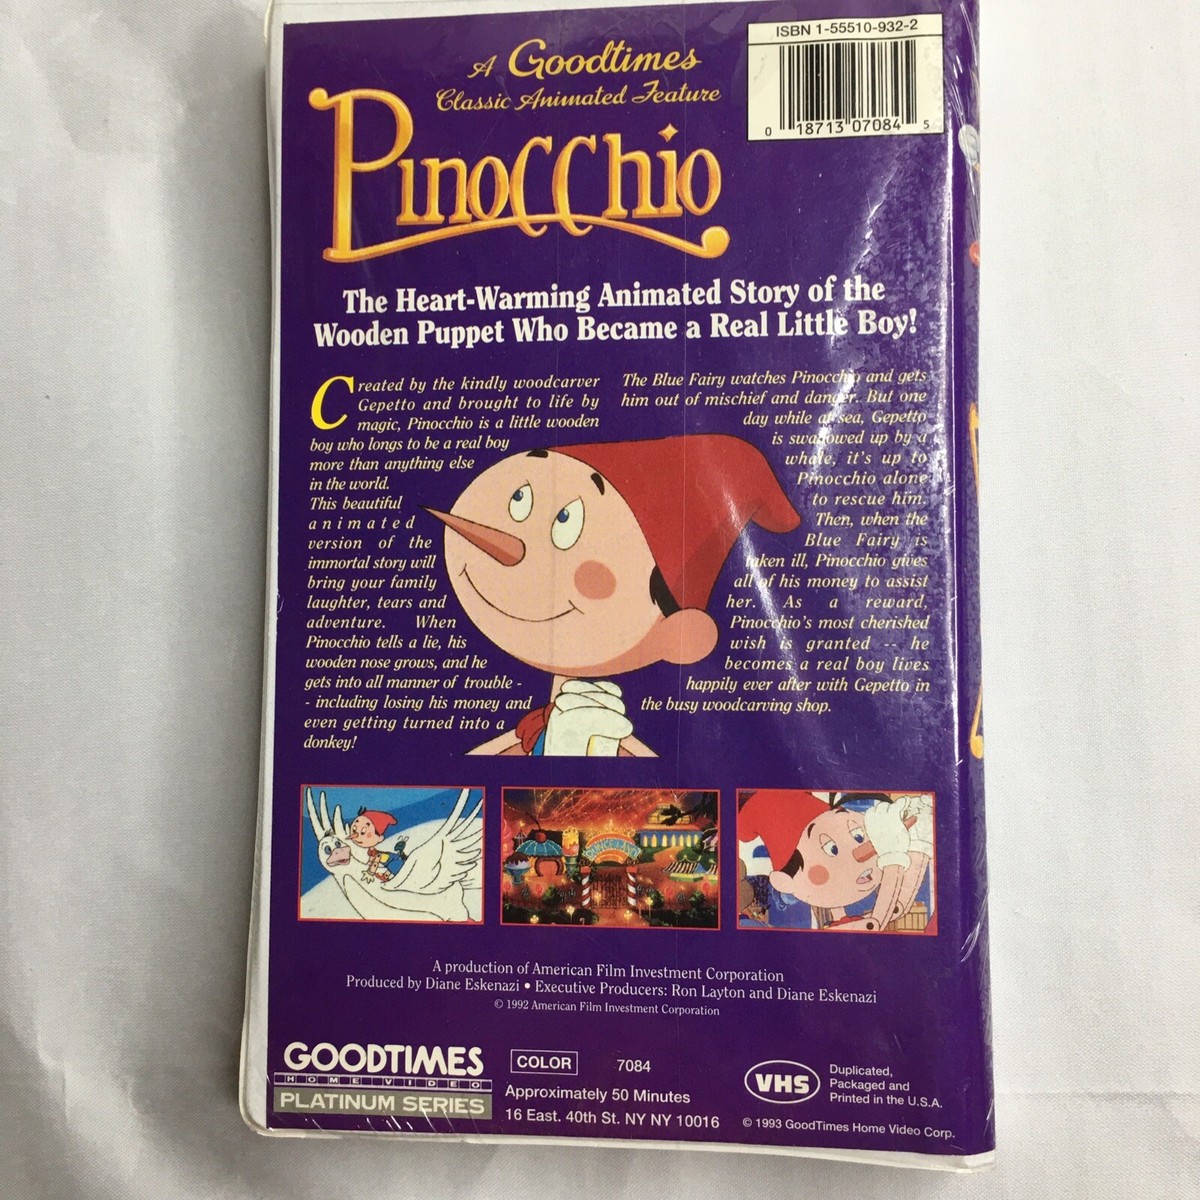 ISBN 1-55510-932-2
0 18713 07084 5
A Goodtimes
Classic Animated Feature
Pinocchio
The Heart-Warming Animated Story of the
Wooden Puppet Who Became a Real Little Boy!
Created by the kindly woodcarver
Gepetto and brought to life by
magic, Pinocchio is a little wooden
boy who longs to be a real boy
more than anything else
in the world.
This beautiful
animated
version of the
immortal story will
bring your family
laughter, tears and
adventure. When
Pinocchio tells a lie, his
wooden nose grows, and he
gets into all manner of trouble -
- including losing his money and
even getting turned into a
donkey!
The Blue Fairy watches Pinocchio and gets
him out of mischief and danger. But one
day while at sea, Gepetto
is swallowed up by a
whale, it's up to
Pinocchio alone
to rescue him.
Then, when the
Blue Fairy is
taken ill, Pinocchio gives
all of his money to assist
her. As a reward,
Pinocchio's most cherished
wish is granted -- he
becomes a real boy lives
happily ever after with Gepetto in
the busy woodcarving shop.
A production of American Film Investment Corporation
Produced by Diane Eskenazi • Executive Producers: Ron Layton and Diane Eskenazi
© 1992 American Film Investment Corporation
GOODTIMES
HOME VIDEO
PLATINUM SERIES
COLOR 7084
Approximately 50 Minutes
16 East. 40th St. NY NY 10016
VHS
Duplicated,
Packaged and
Printed in the U.S.A.
© 1993 GoodTimes Home Video Corp.